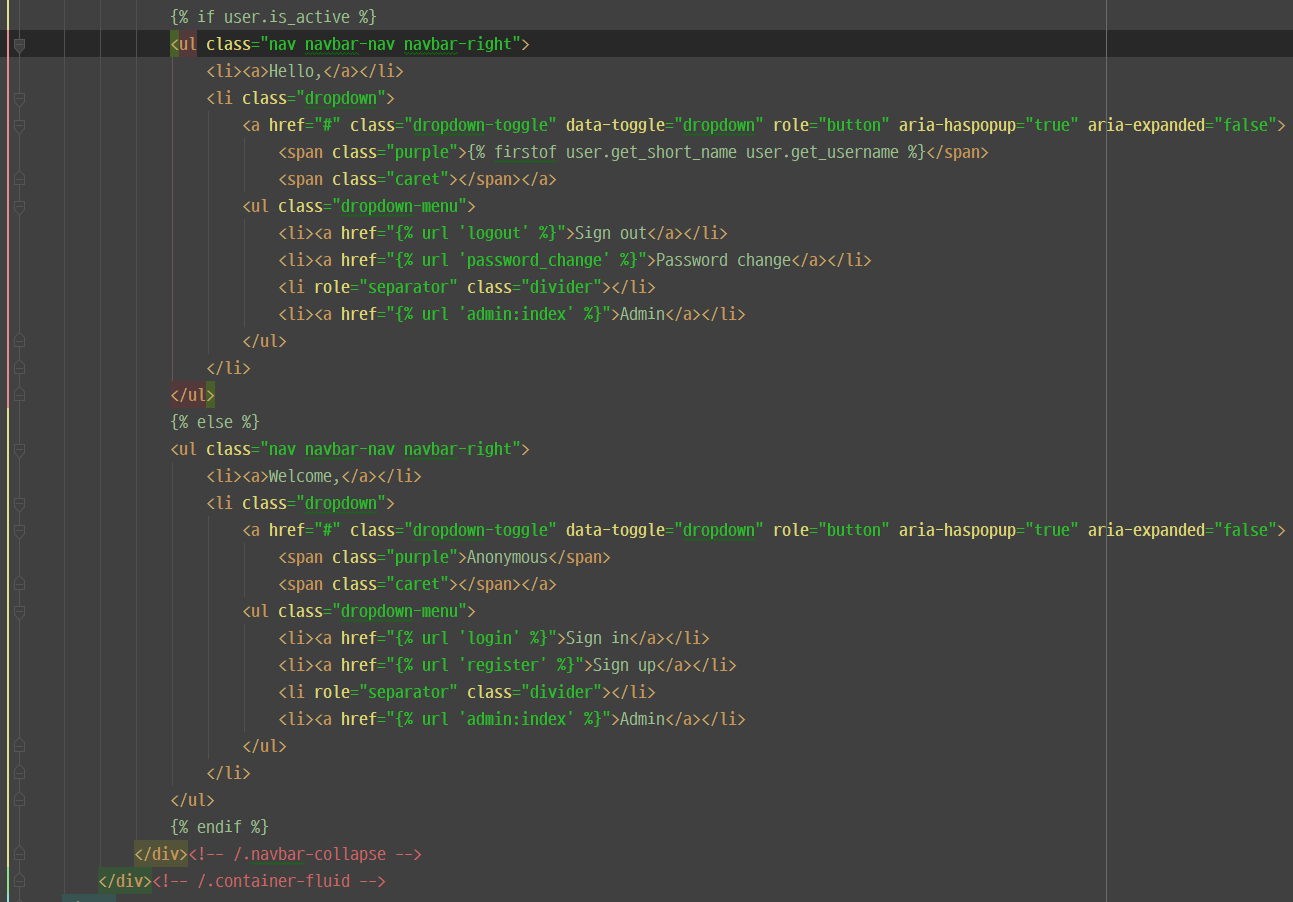 {% if user.is_active %}
<ul class="nav navbar-nav navbar-right">
<li><a>Hello,</a></li>
<li class="dropdown">
<a href="#" class="dropdown-toggle" data-toggle="dropdown" role="button" aria-haspopup="true" aria-expanded="false">
<span class="purple">{% firstof user.get_short_name user.get_username %}</span>
<span class="caret"></span></a>
<ul class="dropdown-menu">
<li><a href="{% url 'logout' %}">Sign out</a></li>
<li><a href="{% url 'password_change' %}">Password change</a></li>
<li role="separator" class="divider"></li>
<li><a href="{% url 'admin:index' %}">Admin</a></li>
</ul>
</li>
</ul>
{% else %}
<ul class="nav navbar-nav navbar-right">
<li><a>Welcome,</a></li>
<li class="dropdown">
<a href="#" class="dropdown-toggle" data-toggle="dropdown" role="button" aria-haspopup="true" aria-expanded="false">
<span class="purple">Anonymous</span>
<span class="caret"></span></a>
<ul class="dropdown-menu">
<li><a href="{% url 'login' %}">Sign in</a></li>
<li><a href="{% url 'register' %}">Sign up</a></li>
<li role="separator" class="divider"></li>
<li><a href="{% url 'admin:index' %}">Admin</a></li>
</ul>
</li>
</ul>
{% endif %}
</div><!-- /.navbar-collapse -->
</div><!-- /.container-fluid -->